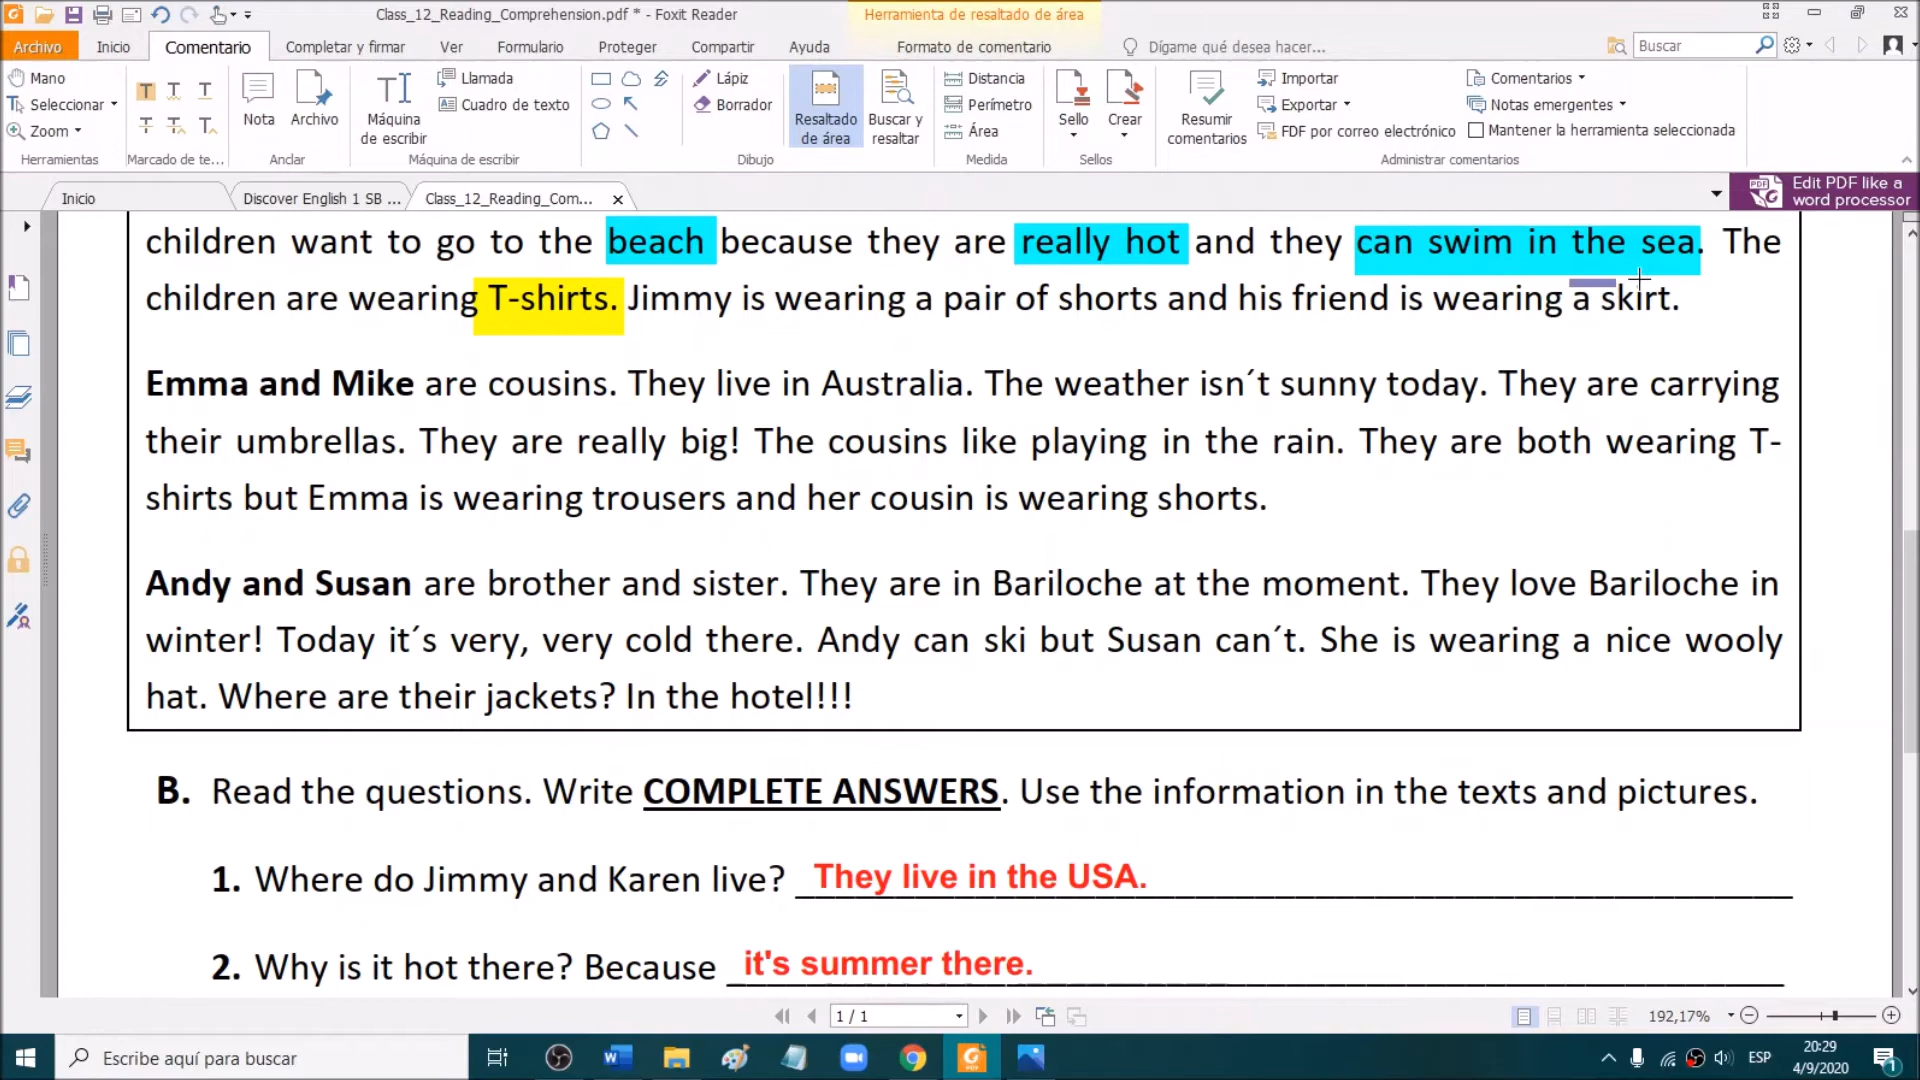 Class_12_Reading_Comprehension.pdf * - Foxit Reader
Herramienta de resaltado de área
Archivo Inicio Comentario Completar y firmar Ver Formulario Proteger Compartir Ayuda Formato de comentario Dígame qué desea hacer... Buscar
Mano
Seleccionar
Zoom
Herramientas
Marcado de te...
Nota
Archivo
Anclar
Máquina de escribir
Llamada
Cuadro de texto
Máquina de escribir
Lápiz
Borrador
Dibujo
Resaltado de área
Buscar y resaltar
Distancia
Perímetro
Área
Medida
Sello
Crear
Sellos
Resumir comentarios
Importar
Exportar
FDF por correo electrónico
Comentarios
Notas emergentes
Mantener la herramienta seleccionada
Administrar comentarios
Inicio
Discover English 1 SB ...
Class_12_Reading_Com...
Edit PDF like a
word processor
children want to go to the beach because they are really hot and they can swim in the sea. The
children are wearing T-shirts. Jimmy is wearing a pair of shorts and his friend is wearing a skirt.
Emma and Mike are cousins. They live in Australia. The weather isn´t sunny today. They are carrying
their umbrellas. They are really big! The cousins like playing in the rain. They are both wearing T-
shirts but Emma is wearing trousers and her cousin is wearing shorts.
Andy and Susan are brother and sister. They are in Bariloche at the moment. They love Bariloche in
winter! Today it´s very, very cold there. Andy can ski but Susan can´t. She is wearing a nice wooly
hat. Where are their jackets? In the hotel!!!
B. Read the questions. Write COMPLETE ANSWERS. Use the information in the texts and pictures.
1. Where do Jimmy and Karen live? They live in the USA.
2. Why is it hot there? Because it's summer there.
1 / 1
192,17%
Escribe aquí para buscar
ESP
20:29
4/9/2020
1